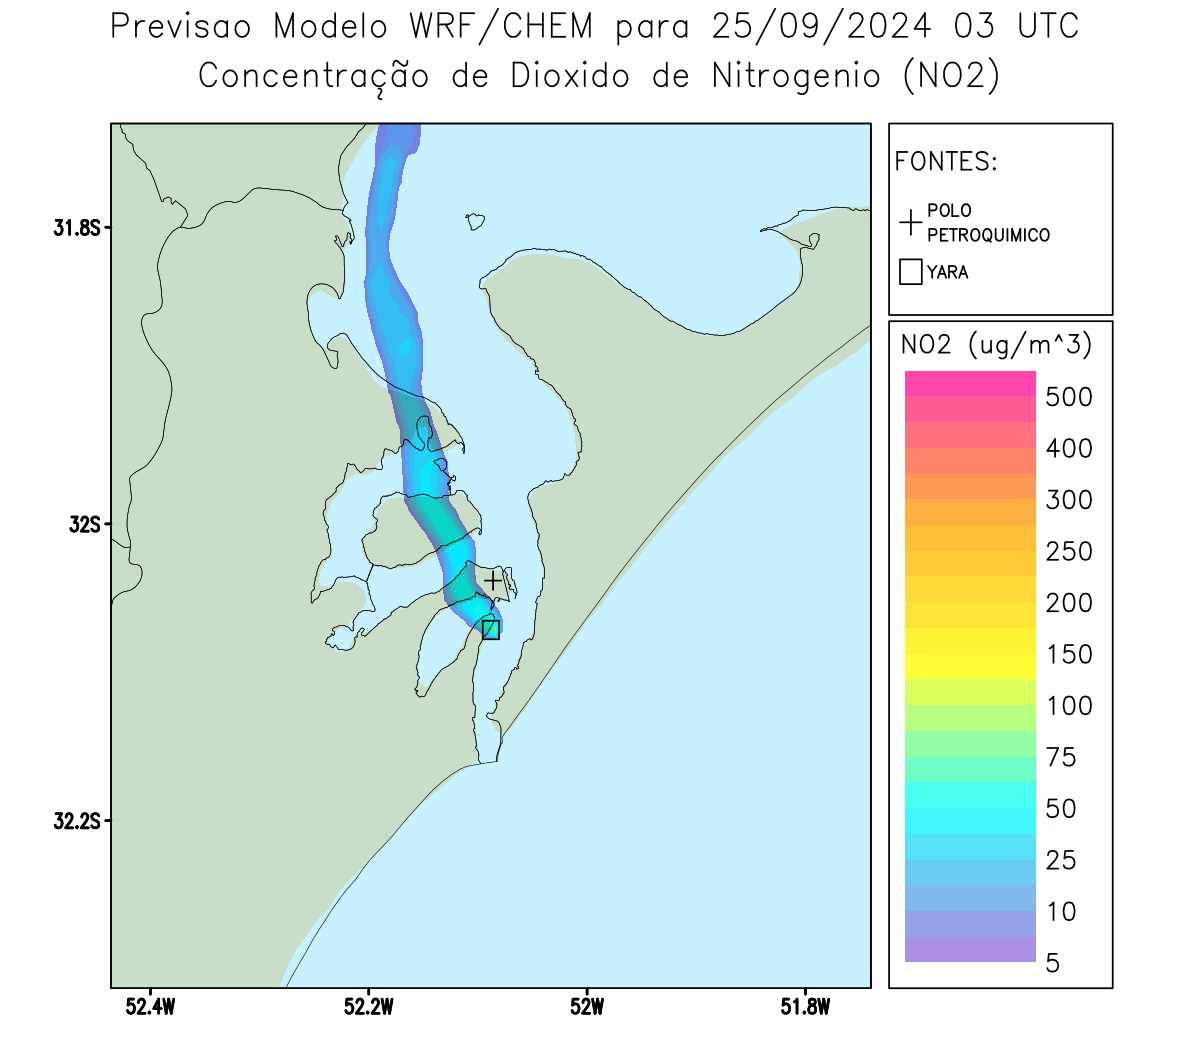 Previsao Modelo WRF/CHEM para 25/09/2024 03 UTC
Concentração de Dioxido de Nitrogenio (NO2)
FONTES:
POLO
PETROQUIMICO
YARA
31.8S
32S
32.2S
52.4W
52.2W
52W
51.8W
NO2 (ug/m^3)
500
400
300
250
200
150
100
75
50
25
10
5